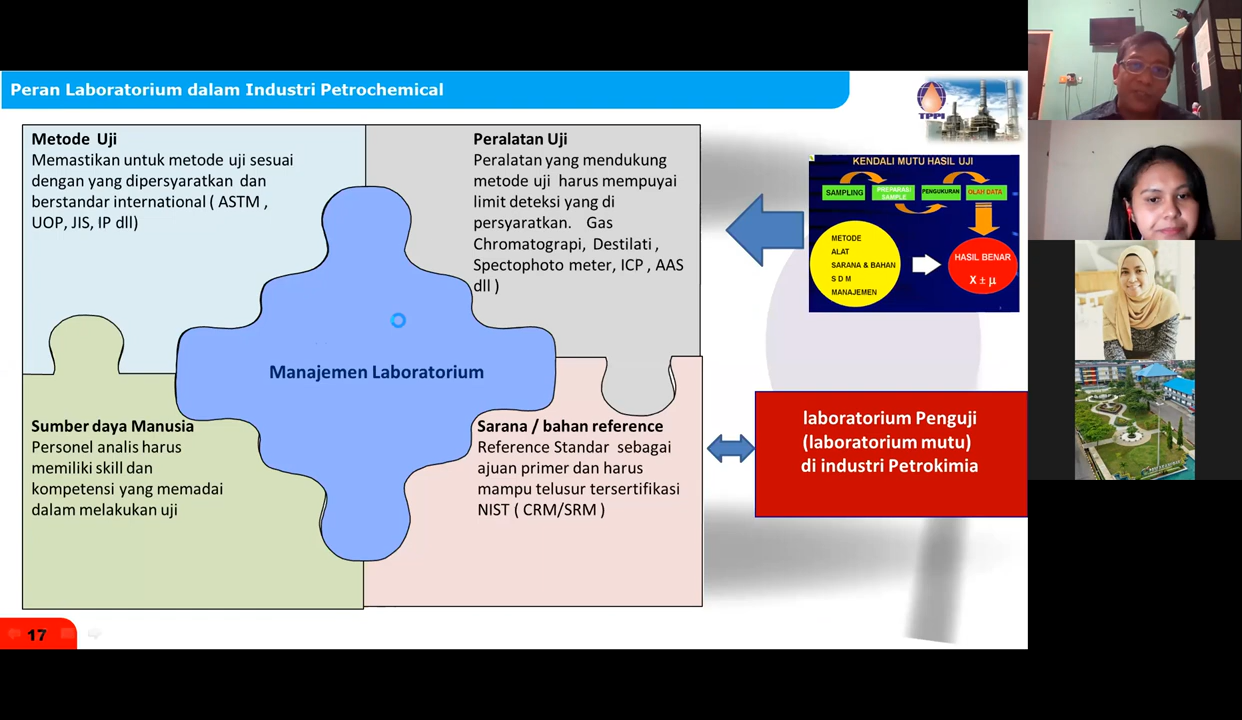 Peran Laboratorium dalam Industri Petrochemical
TPPI
Metode Uji
Memastikan untuk metode uji sesuai
dengan yang dipersyaratkan dan
berstandar international ( ASTM ,
UOP, JIS, IP dll)
Peralatan Uji
Peralatan yang mendukung
metode uji harus mempuyai
limit deteksi yang di
persyaratkan. Gas
Chromatograpi, Destilati ,
Spectophoto meter, ICP , AAS
dll )
Manajemen Laboratorium
Sumber daya Manusia
Personel analis harus
memiliki skill dan
kompetensi yang memadai
dalam melakukan uji
Sarana / bahan reference
Reference Standar sebagai
ajuan primer dan harus
mampu telusur tersertifikasi
NIST ( CRM/SRM )
KENDALI MUTU HASIL UJI
SAMPLING
PREPARASI
SAMPLE
PENGUKURAN
OLAH DATA
METODE
ALAT
SARANA & BAHAN
S D M
MANAJEMEN
HASIL BENAR
X ± µ
laboratorium Penguji
(laboratorium mutu)
di industri Petrokimia
17